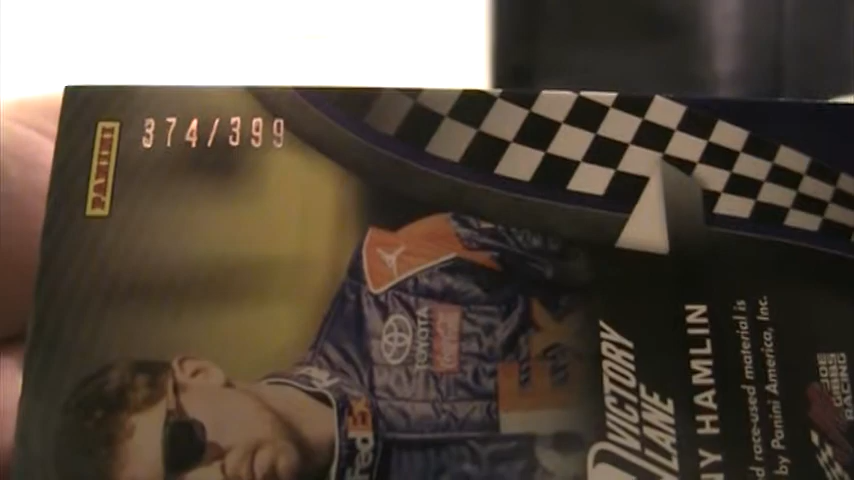 374/399
PANINI
TOYOTA
FedEx
VICTORY
LANE
NY HAMLIN
d race-used material is
by Panini America, Inc.
JOE
GIBBS
RACING